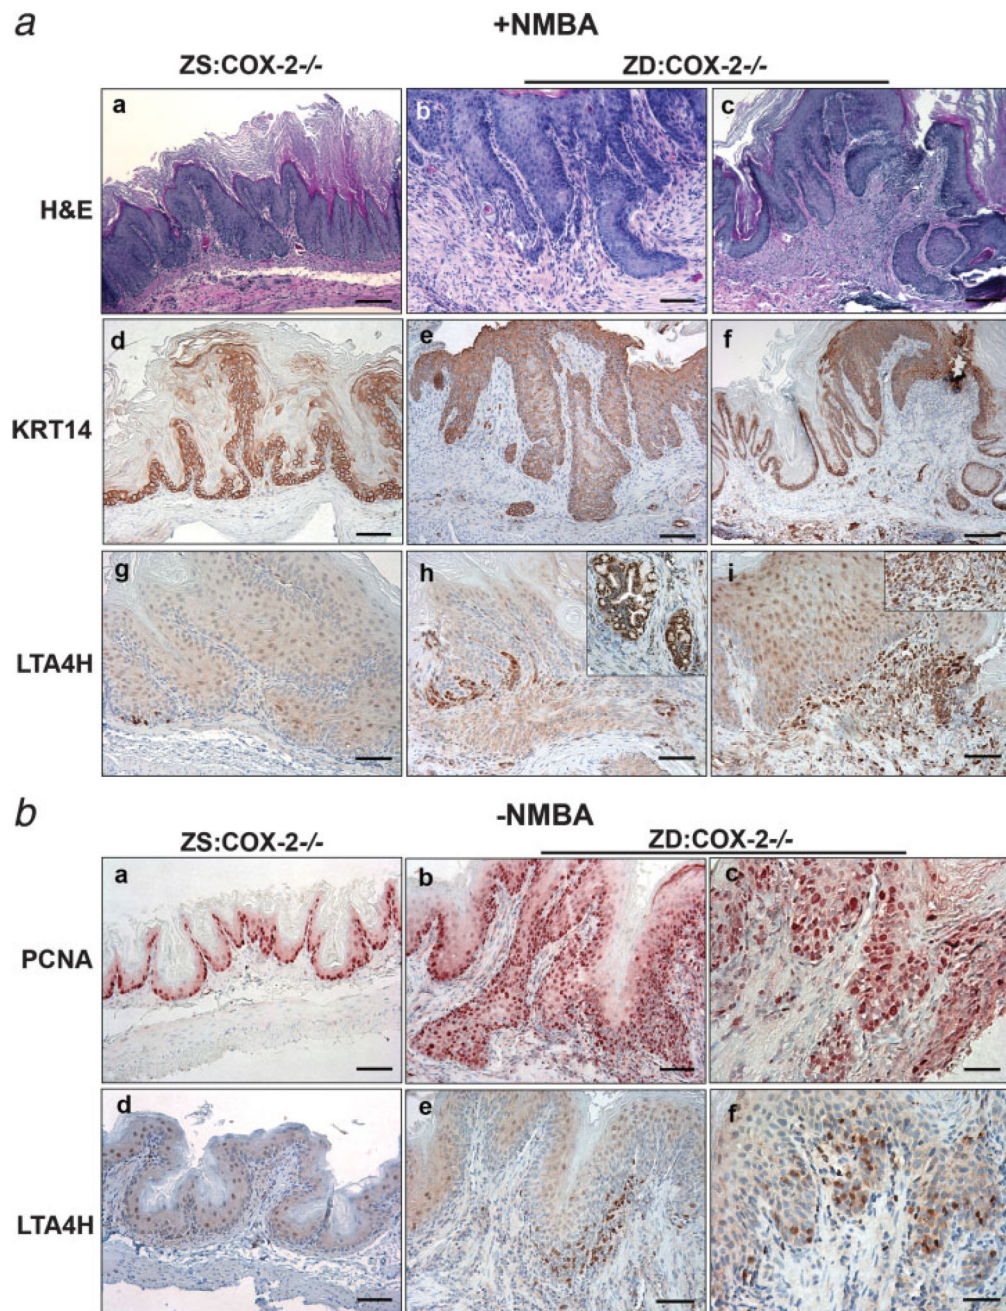 a
+NMBA
ZS:COX-2-/- ZD:COX-2-/-
H&E a b c
KRT14 d e f
LTA4H g h i
b
-NMBA
ZS:COX-2-/- ZD:COX-2-/-
PCNA a b c
LTA4H d e f